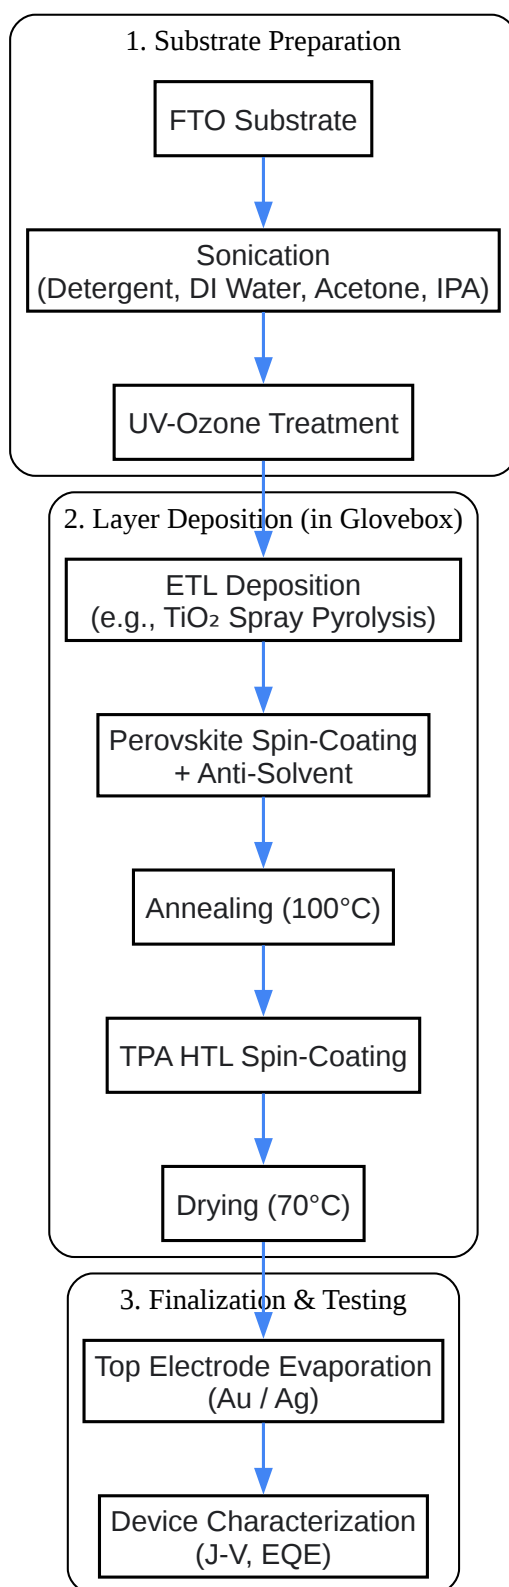 1. Substrate Preparation
FTO Substrate
Sonication
(Detergent, DI Water, Acetone, IPA)
UV-Ozone Treatment
2. Layer Deposition (in Glovebox)
ETL Deposition
(e.g., TiO₂ Spray Pyrolysis)
Perovskite Spin-Coating
+ Anti-Solvent
Annealing (100°C)
TPA HTL Spin-Coating
Drying (70°C)
3. Finalization & Testing
Top Electrode Evaporation
(Au / Ag)
Device Characterization
(J-V, EQE)